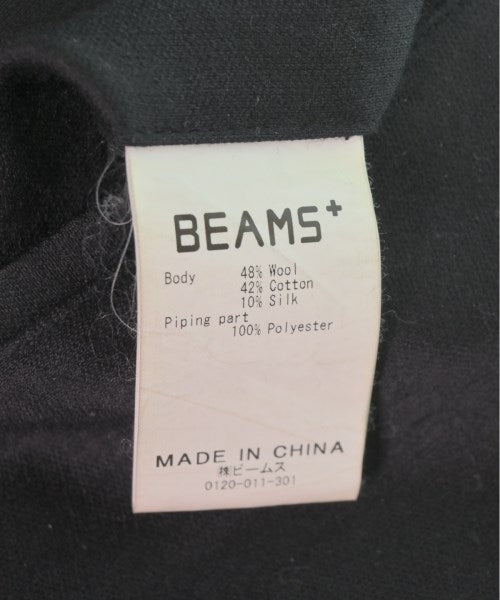 BEAMS+
Body 48% Wool
42% Cotton
10% Silk
Piping part
100% Polyester
MADE IN CHINA
㈱ビームス
0120-011-301